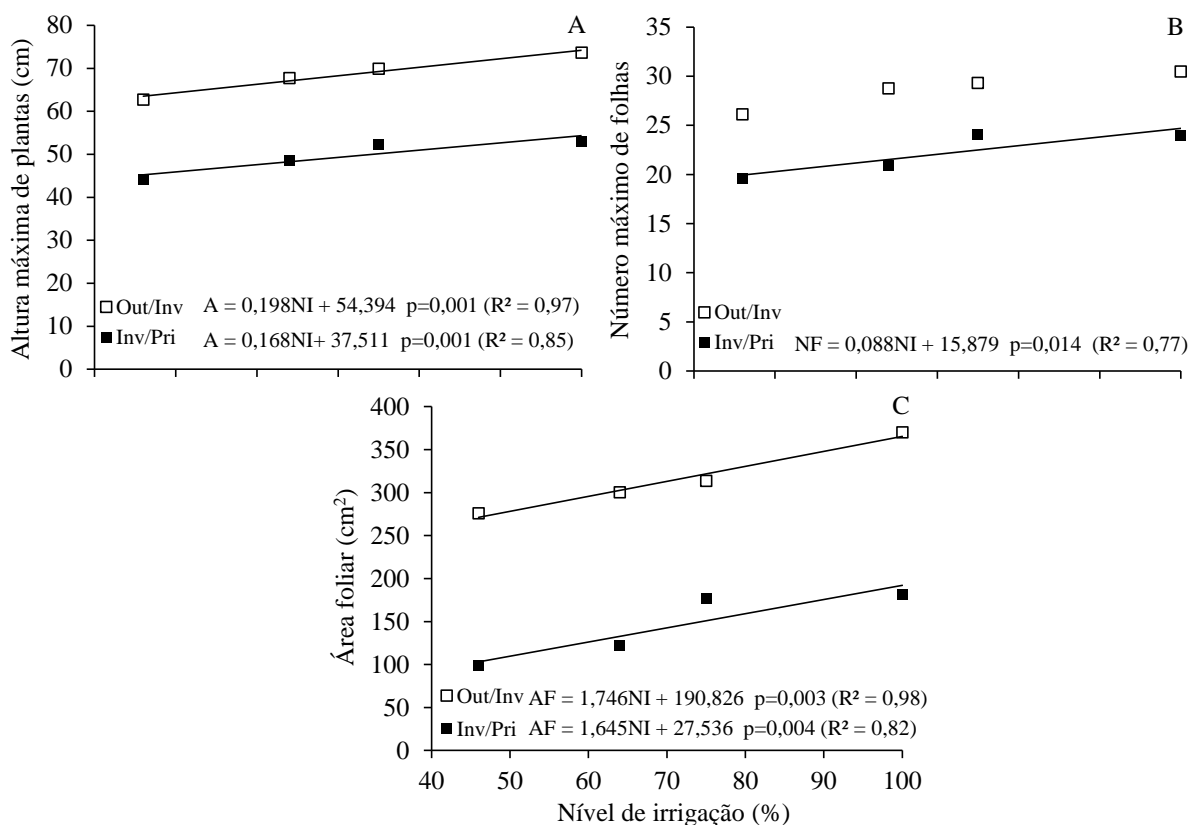 A
Altura máxima de plantas (cm)
80
70
60
50
40
30
20
10
0
Out/Inv A = 0,198NI + 54,394 p=0,001 (R² = 0,97)
Inv/Pri A = 0,168NI+ 37,511 p=0,001 (R² = 0,85)
B
Número máximo de folhas
35
30
25
20
15
10
5
0
Out/Inv
Inv/Pri NF = 0,088NI + 15,879 p=0,014 (R² = 0,77)
C
Área foliar (cm²)
400
350
300
250
200
150
100
50
0
Out/Inv AF = 1,746NI + 190,826 p=0,003 (R² = 0,98)
Inv/Pri AF = 1,645NI + 27,536 p=0,004 (R² = 0,82)
40 50 60 70 80 90 100
Nível de irrigação (%)